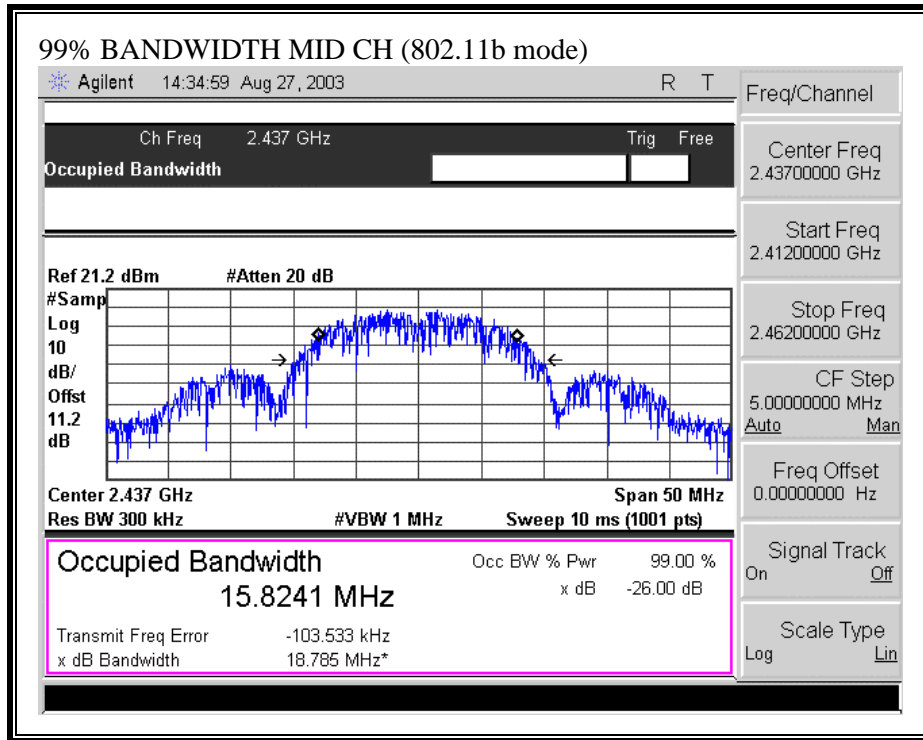 99% BANDWIDTH MID CH (802.11b mode)
Agilent 14:34:59 Aug 27, 2003 R T
Freq/Channel
Ch Freq 2.437 GHz Trig Free
Occupied Bandwidth
Center Freq
2.43700000 GHz
Start Freq
2.41200000 GHz
Stop Freq
2.46200000 GHz
CF Step
5.00000000 MHz
Auto Man
Freq Offset
0.00000000 Hz
Signal Track
On Off
Scale Type
Log Lin
Ref 21.2 dBm #Atten 20 dB
#Samp
Log
10
dB/
Offst
11.2
dB
Center 2.437 GHz Span 50 MHz
Res BW 300 kHz #VBW 1 MHz Sweep 10 ms (1001 pts)
Occupied Bandwidth Occ BW % Pwr 99.00 %
15.8241 MHz x dB -26.00 dB
Transmit Freq Error -103.533 kHz
x dB Bandwidth 18.785 MHz*